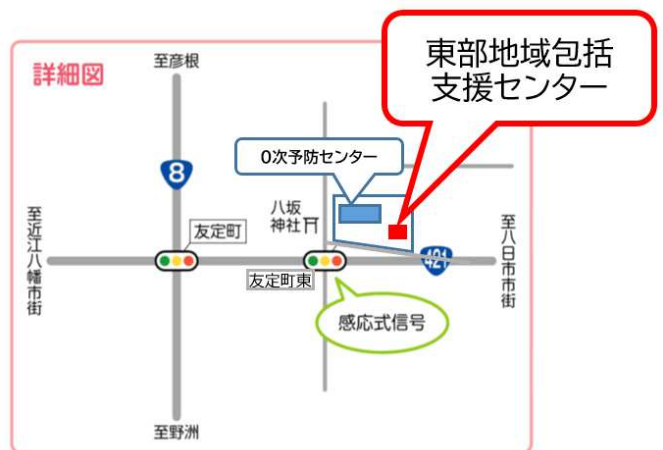 詳細図
至彦根
東部地域包括
支援センター
0次予防センター
8
八坂
神社
友定町
至近江八幡市街
至八日市市街
421
友定町東
感応式信号
至野洲